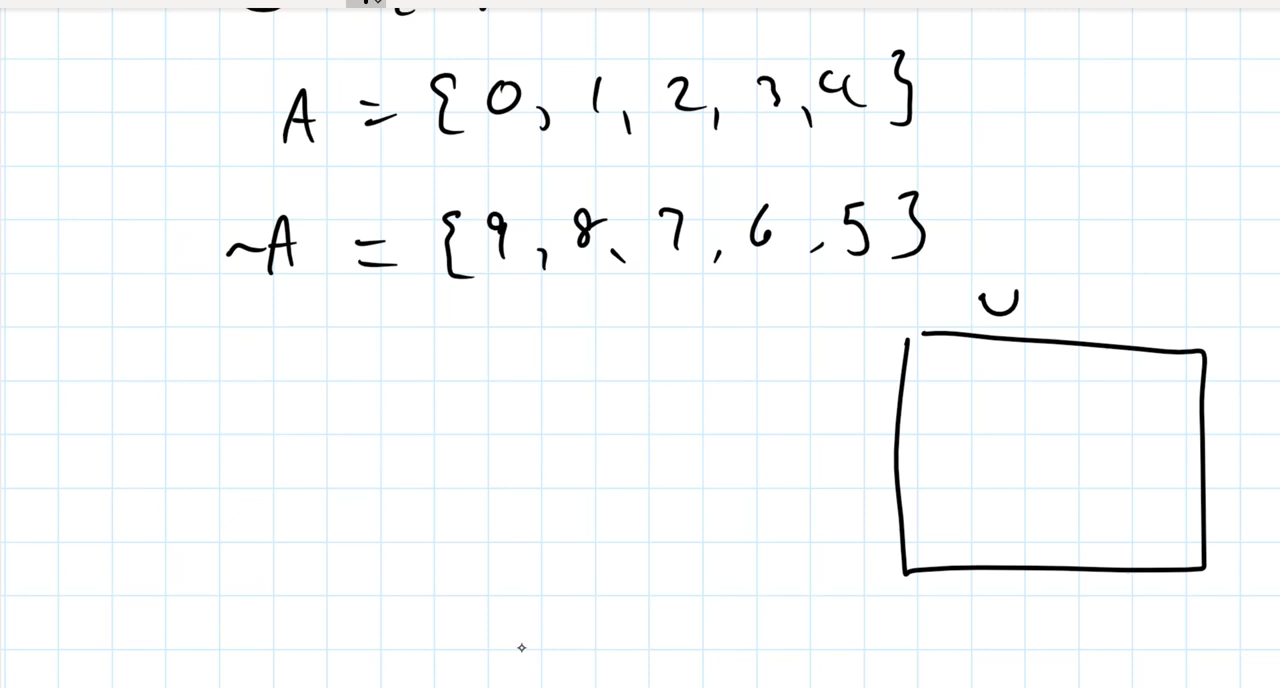 A = {0, 1, 2, 3, 4}
~A = {9, 8, 7, 6, 5}
U